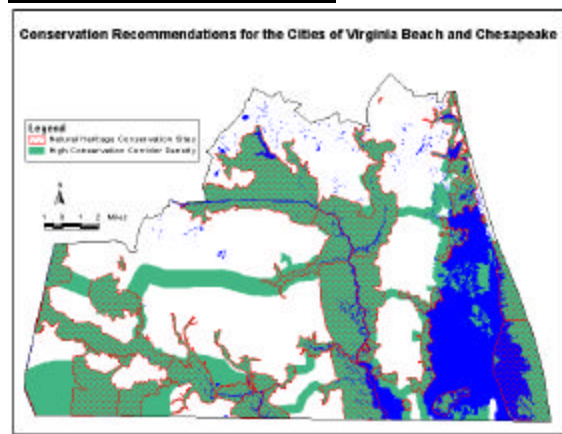 Conservation Recommendations for the Cities of Virginia Beach and Chesapeake
Legend
Natural Heritage Conservation Sites
High Conservation Corridor Density
N
Miles